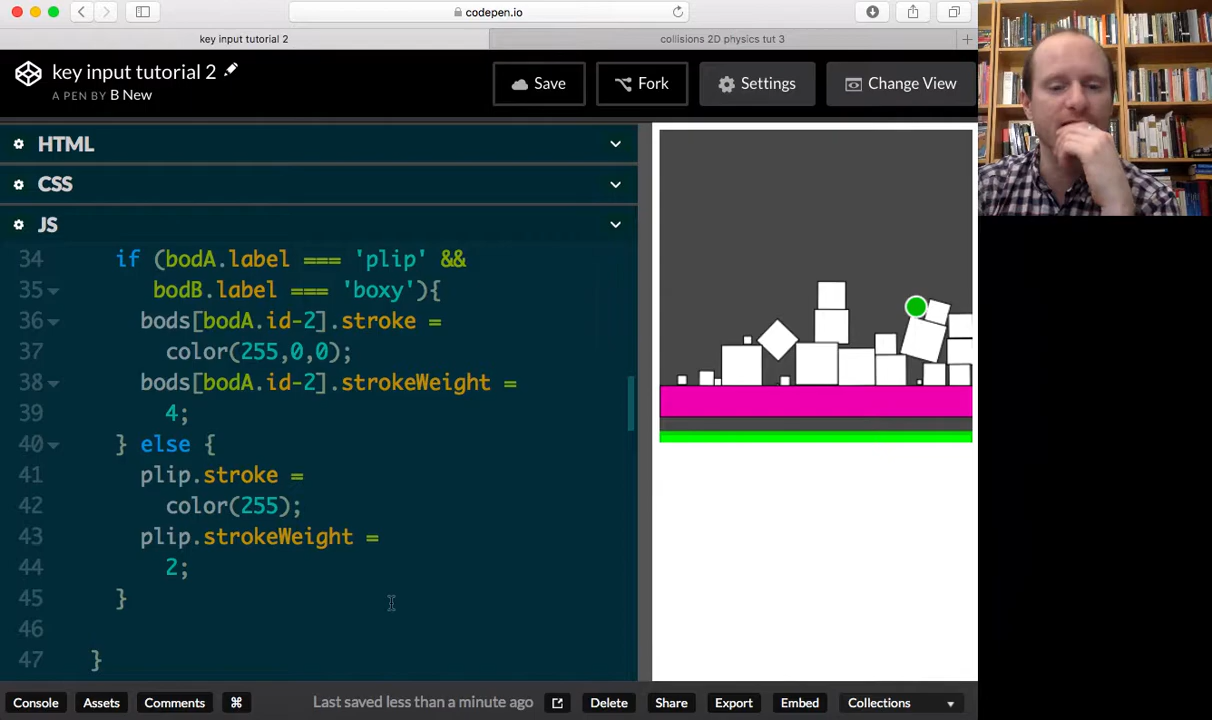 codepen.io
key input tutorial 2
collisions 2D physics tut 3
key input tutorial 2
A PEN BY B New
Save
Fork
Settings
Change View
HTML
CSS
JS
34 if (bodA.label === 'plip' &&
35 bodB.label === 'boxy'){
36 bods[bodA.id-2].stroke =
37 color(255,0,0);
38 bods[bodA.id-2].strokeWeight =
39 4;
40 } else {
41 plip.stroke =
42 color(255);
43 plip.strokeWeight =
44 2;
45 }
46
47 }
Console
Assets
Comments
⌘
Last saved less than a minute ago
Delete
Share
Export
Embed
Collections